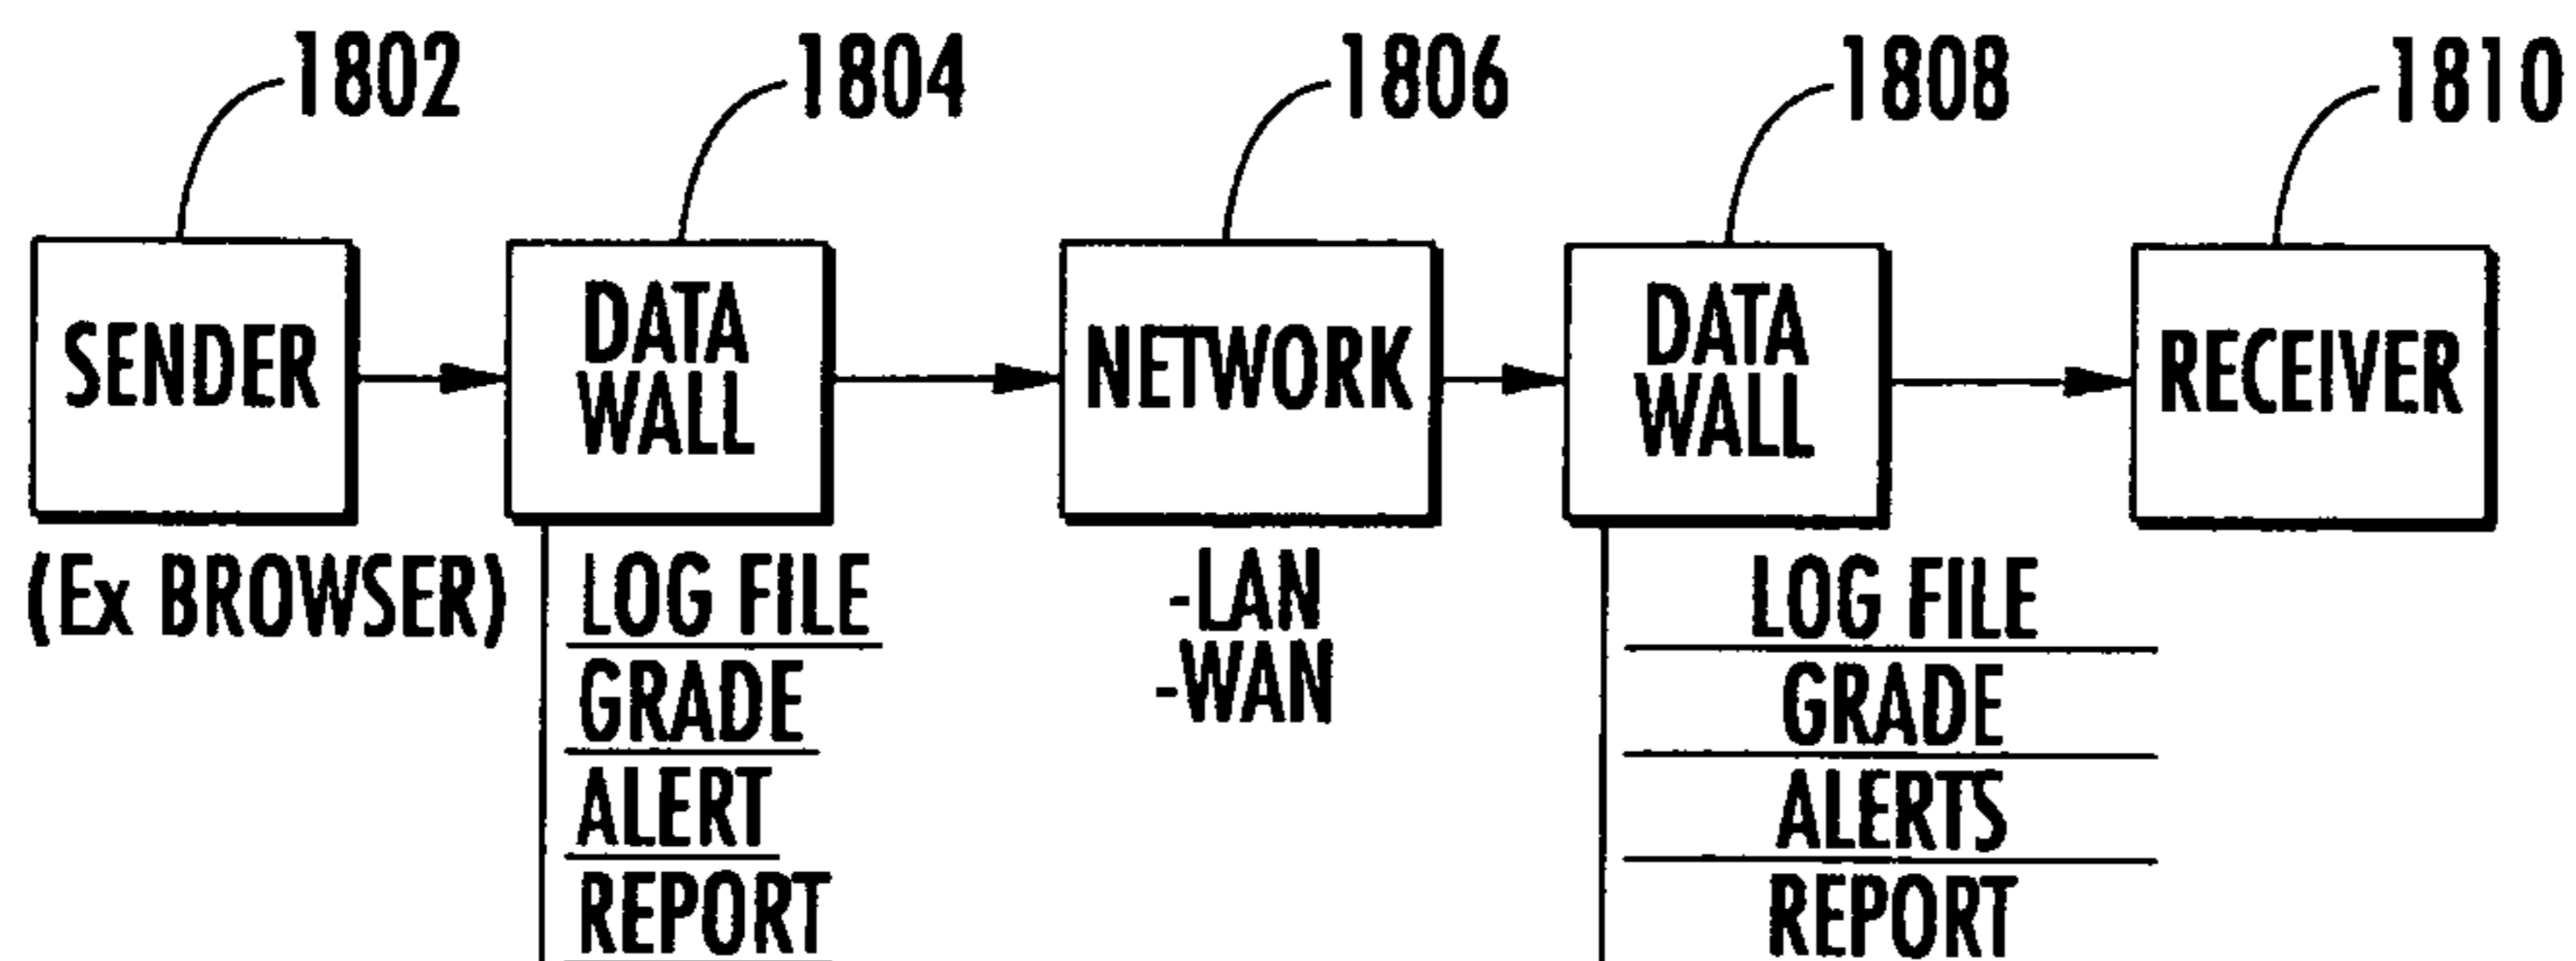 1802
1804
1806
1808
1810
SENDER
DATA
WALL
NETWORK
DATA
WALL
RECEIVER
(Ex BROWSER)
LOG FILE
GRADE
ALERT
REPORT
-LAN
-WAN
LOG FILE
GRADE
ALERTS
REPORT